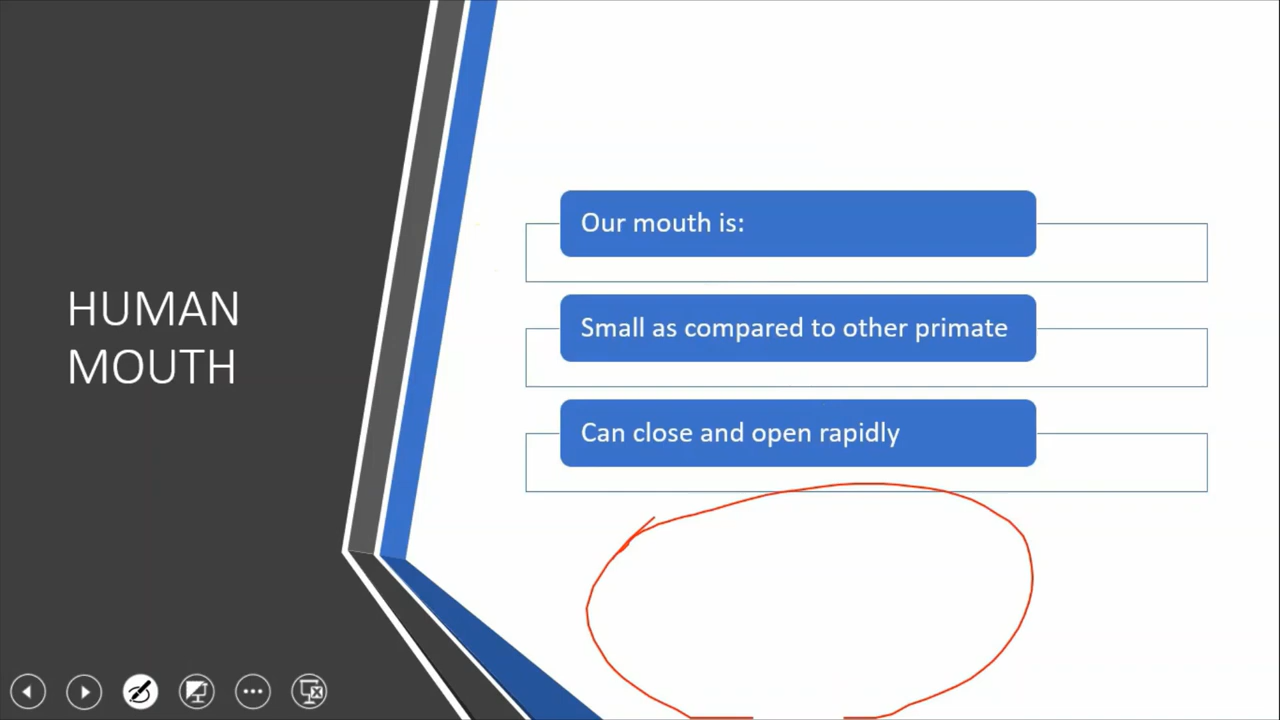 HUMAN
MOUTH
Our mouth is:
Small as compared to other primate
Can close and open rapidly